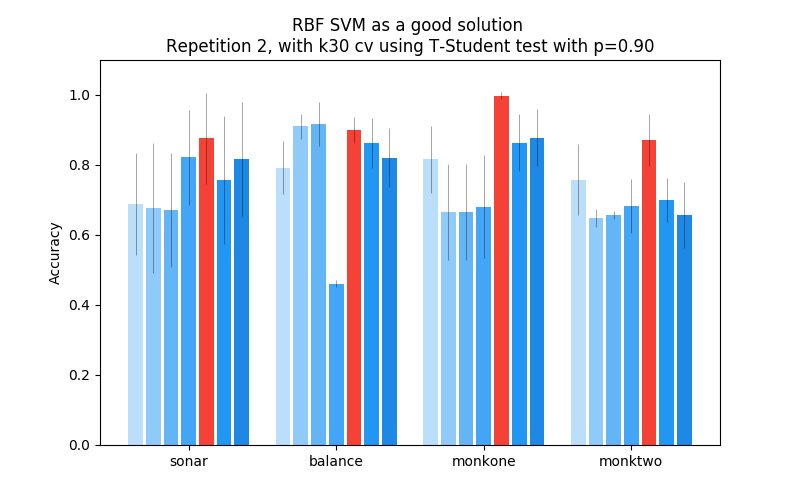 RBF SVM as a good solution
Repetition 2, with k30 cv using T-Student test with p=0.90
Accuracy
1.0
0.8
0.6
0.4
0.2
0.0
sonar balance monkone monktwo